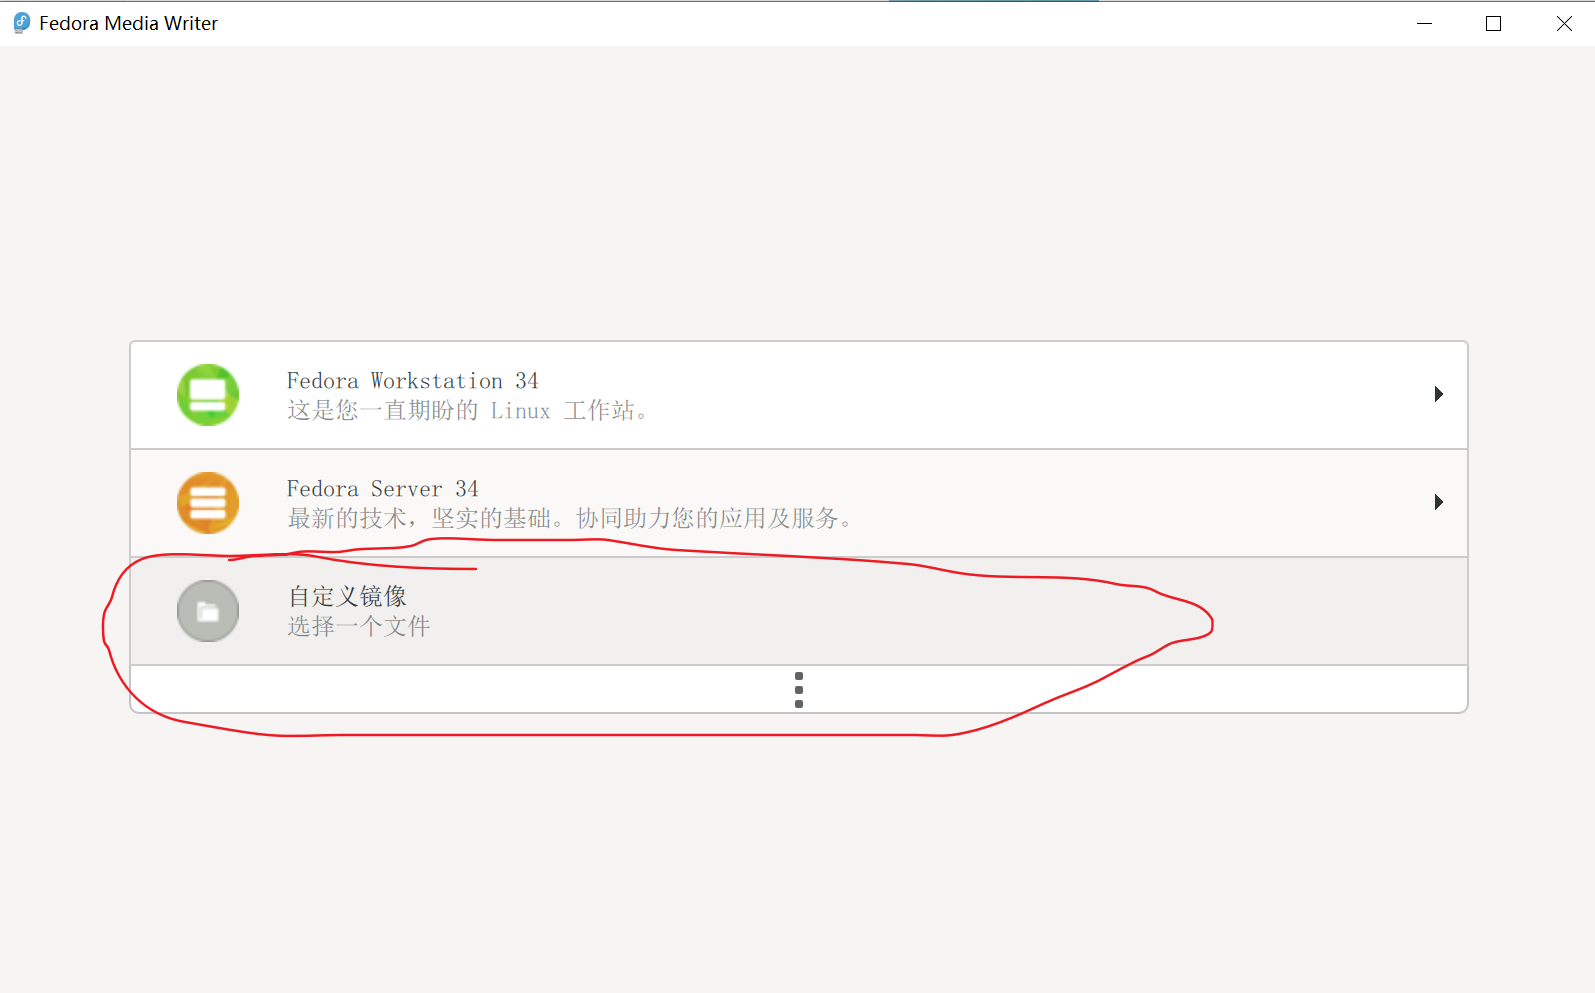 Fedora Media Writer
Fedora Workstation 34
这是您一直期盼的 Linux 工作站。
Fedora Server 34
最新的技术，坚实的基础。协同助力您的应用及服务。
自定义镜像
选择一个文件